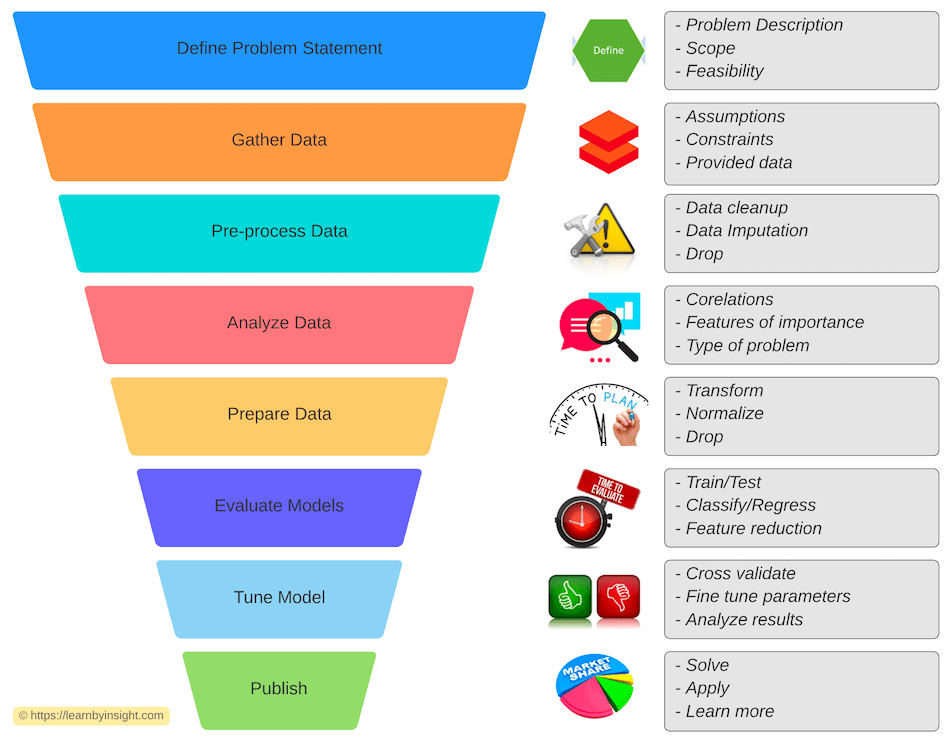 Define Problem Statement
Define
- Problem Description
- Scope
- Feasibility
Gather Data
- Assumptions
- Constraints
- Provided data
Pre-process Data
- Data cleanup
- Data Imputation
- Drop
Analyze Data
- Corelations
- Features of importance
- Type of problem
Prepare Data
TIME TO PLAN
- Transform
- Normalize
- Drop
Evaluate Models
TIME TO
EVALUATE
- Train/Test
- Classify/Regress
- Feature reduction
Tune Model
- Cross validate
- Fine tune parameters
- Analyze results
Publish
MARKET
SHARE
- Solve
- Apply
- Learn more
© https://learnbyinsight.com